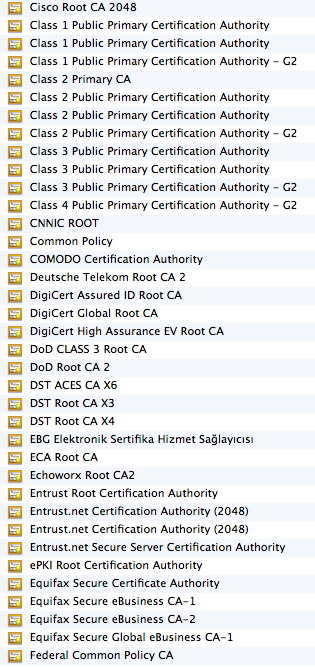 Cisco Root CA 2048
Class 1 Public Primary Certification Authority
Class 1 Public Primary Certification Authority
Class 1 Public Primary Certification Authority - G2
Class 2 Primary CA
Class 2 Public Primary Certification Authority
Class 2 Public Primary Certification Authority
Class 2 Public Primary Certification Authority - G2
Class 3 Public Primary Certification Authority
Class 3 Public Primary Certification Authority
Class 3 Public Primary Certification Authority - G2
Class 4 Public Primary Certification Authority - G2
CNNIC ROOT
Common Policy
COMODO Certification Authority
Deutsche Telekom Root CA 2
DigiCert Assured ID Root CA
DigiCert Global Root CA
DigiCert High Assurance EV Root CA
DoD CLASS 3 Root CA
DoD Root CA 2
DST ACES CA X6
DST Root CA X3
DST Root CA X4
EBG Elektronik Sertifika Hizmet Sağlayıcısı
ECA Root CA
Echoworx Root CA2
Entrust Root Certification Authority
Entrust.net Certification Authority (2048)
Entrust.net Certification Authority (2048)
Entrust.net Secure Server Certification Authority
ePKI Root Certification Authority
Equifax Secure Certificate Authority
Equifax Secure eBusiness CA-1
Equifax Secure eBusiness CA-2
Equifax Secure Global eBusiness CA-1
Federal Common Policy CA